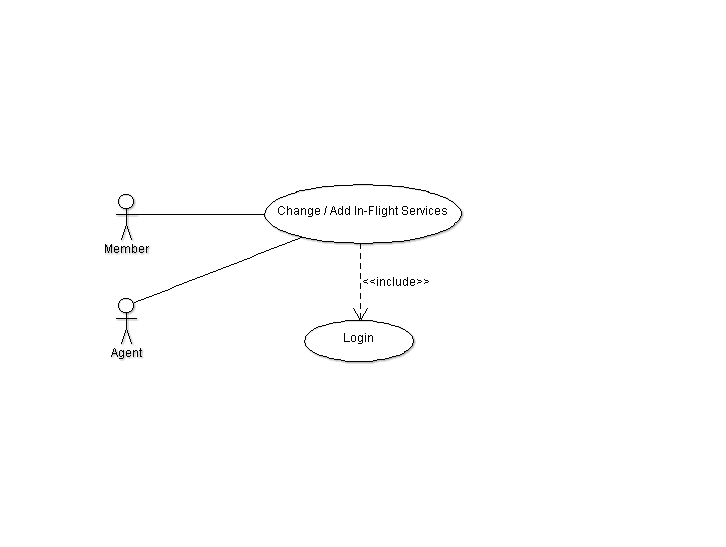 Change / Add In-Flight Services
Member
<<include>>
Login
Agent